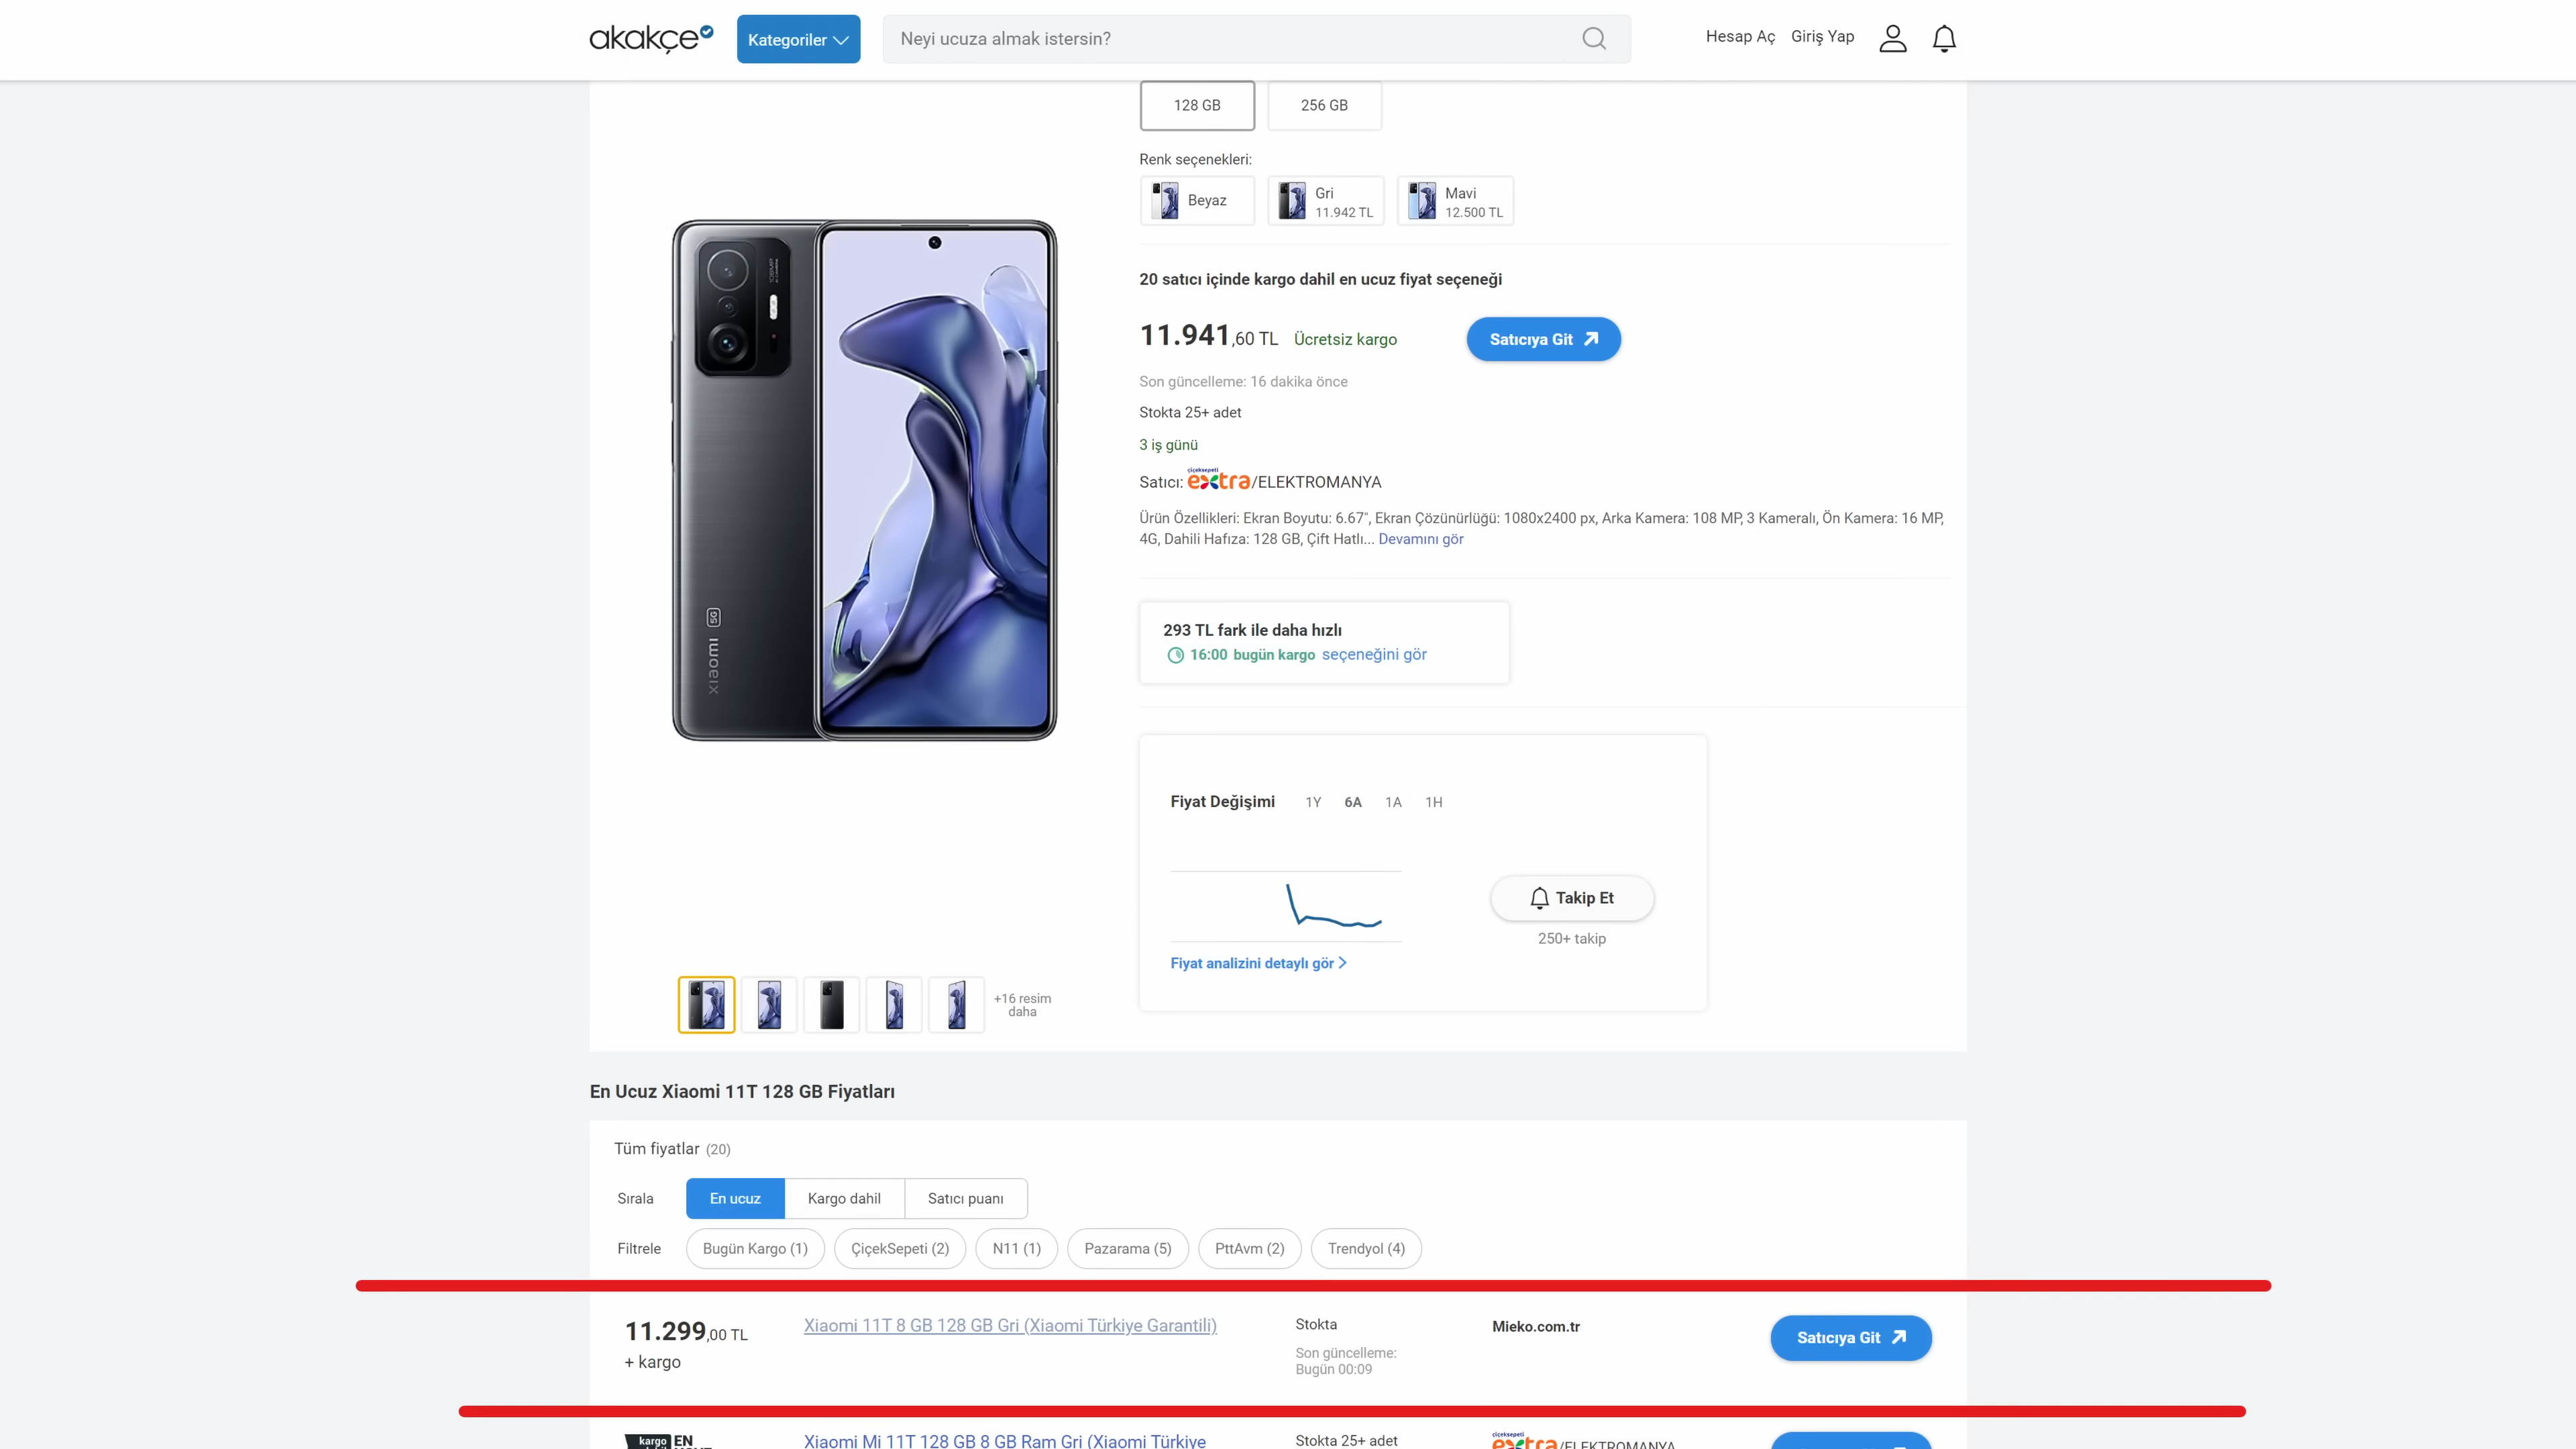 akakçe
Kategoriler
Neyi ucuza almak istersin?
Hesap Aç
Giriş Yap
128 GB
256 GB
Renk seçenekleri:
Beyaz
Gri
11.942 TL
Mavi
12.500 TL
20 satıcı içinde kargo dahil en ucuz fiyat seçeneği
11.941,60 TL Ücretsiz kargo
Satıcıya Git
Son güncelleme: 16 dakika önce
Stokta 25+ adet
3 iş günü
çiçeksepeti
Satıcı: extra/ELEKTROMANYA
Ürün Özellikleri: Ekran Boyutu: 6.67", Ekran Çözünürlüğü: 1080x2400 px, Arka Kamera: 108 MP, 3 Kameralı, Ön Kamera: 16 MP,
4G, Dahili Hafıza: 128 GB, Çift Hatlı... Devamını gör
293 TL fark ile daha hızlı
16:00 bugün kargo seçeneğini gör
Fiyat Değişimi 1Y 6A 1A 1H
Takip Et
250+ takip
Fiyat analizini detaylı gör
xiaomi 5G
+16 resim
daha
En Ucuz Xiaomi 11T 128 GB Fiyatları
Tüm fiyatlar (20)
Sırala En ucuz Kargo dahil Satıcı puanı
Filtrele Bugün Kargo (1) ÇiçekSepeti (2) N11 (1) Pazarama (5) PttAvm (2) Trendyol (4)
11.299,00 TL
+ kargo
Xiaomi 11T 8 GB 128 GB Gri (Xiaomi Türkiye Garantili)
Stokta
Son güncelleme:
Bugün 00:09
Mieko.com.tr
Satıcıya Git
kargo EN
Xiaomi Mi 11T 128 GB 8 GB Ram Gri (Xiaomi Türkiye
Stokta 25+ adet
çiçeksepeti
extra/ELEKTROMANYA